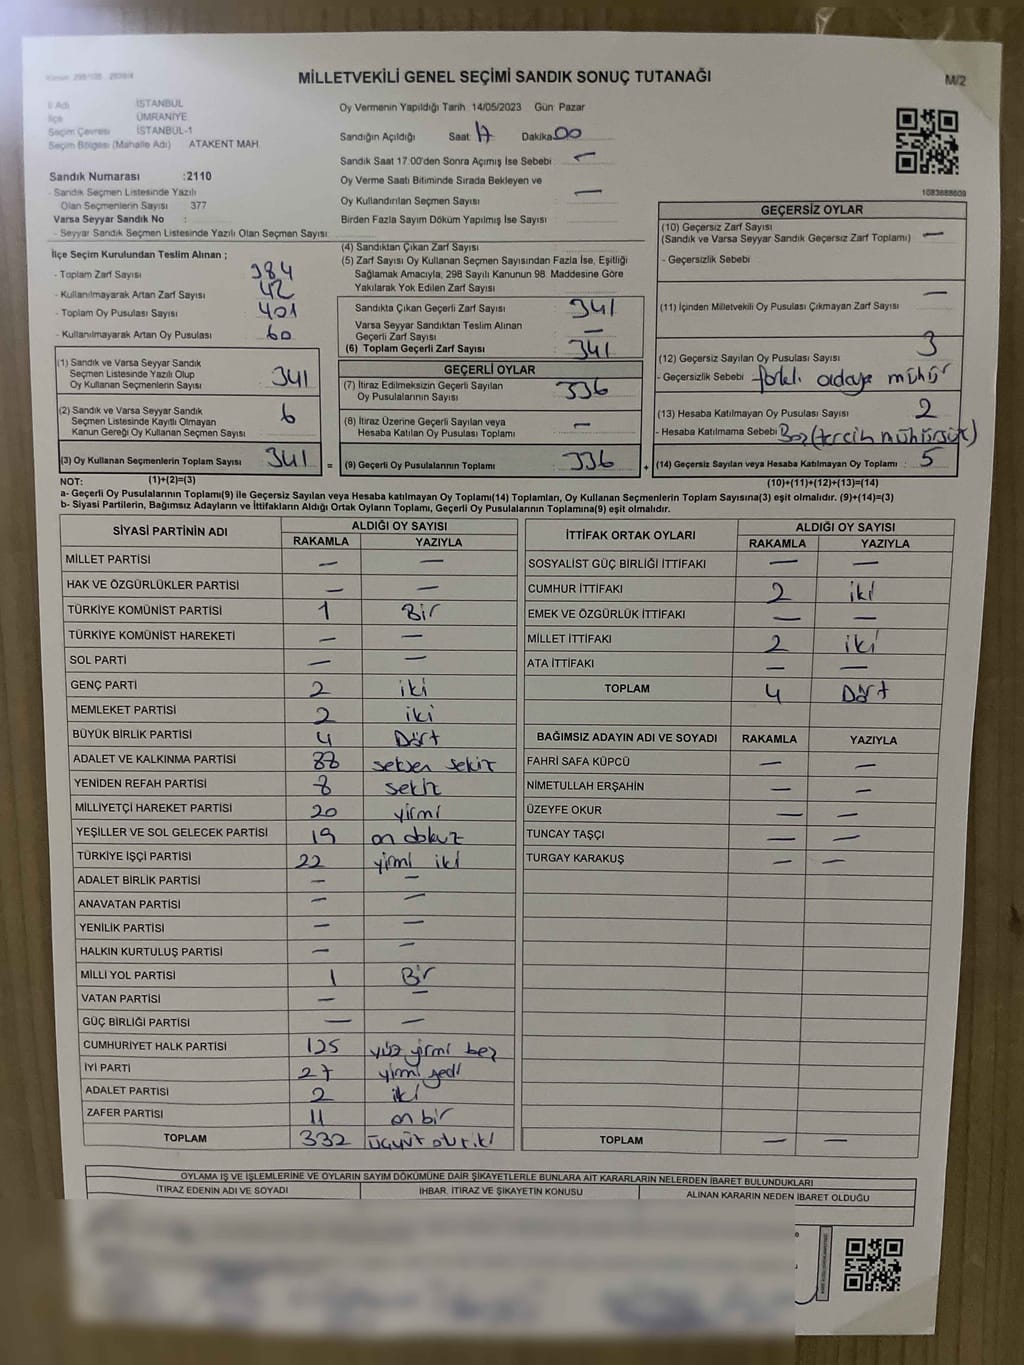 Kanun 298/105 2839/4
MİLLETVEKİLİ GENEL SEÇİMİ SANDIK SONUÇ TUTANAĞI
M/2
İl Adı İSTANBUL
İlçe ÜMRANİYE
Seçim Çevresi İSTANBUL-1
Seçim Bölgesi (Mahalle Adı) ATAKENT MAH.
Sandık Numarası :2110
- Sandık Seçmen Listesinde Yazılı
Olan Seçmenlerin Sayısı 377
Varsa Seyyar Sandık No :
- Seyyar Sandık Seçmen Listesinde Yazılı Olan Seçmen Sayısı:
Oy Vermenin Yapıldığı Tarih 14/05/2023 Gün Pazar
Sandığın Açıldığı Saat: 17 Dakika: 00
Sandık Saat 17:00'den Sonra Açımış İse Sebebi : —
Oy Verme Saati Bitiminde Sırada Bekleyen ve
Oy Kullandırılan Seçmen Sayısı : —
Birden Fazla Sayım Döküm Yapılmış İse Sayısı :
1083888609
İlçe Seçim Kurulundan Teslim Alınan ;
- Toplam Zarf Sayısı : 384
- Kullanılmayarak Artan Zarf Sayısı : 42
- Toplam Oy Pusulası Sayısı : 401
- Kullanılmayarak Artan Oy Pusulası : 60
(1) Sandık ve Varsa Seyyar Sandık
Seçmen Listesinde Yazılı Olup
Oy Kullanan Seçmenlerin Sayısı : 341
(2) Sandık ve Varsa Seyyar Sandık
Seçmen Listesinde Kayıtlı Olmayan
Kanun Gereği Oy Kullanan Seçmen Sayısı : 6
(3) Oy Kullanan Seçmenlerin Toplam Sayısı : 341
(4) Sandıktan Çıkan Zarf Sayısı :
(5) Zarf Sayısı Oy Kullanan Seçmen Sayısından Fazla İse, Eşitliği
Sağlamak Amacıyla, 298 Sayılı Kanunun 98. Maddesine Göre
Yakılarak Yok Edilen Zarf Sayısı :
Sandıkta Çıkan Geçerli Zarf Sayısı : 341
Varsa Seyyar Sandıktan Teslim Alınan
Geçerli Zarf Sayısı : —
(6) Toplam Geçerli Zarf Sayısı : 341
GEÇERLİ OYLAR
(7) İtiraz Edilmeksizin Geçerli Sayılan
Oy Pusulalarının Sayısı : 336
(8) İtiraz Üzerine Geçerli Sayılan veya
Hesaba Katılan Oy Pusulası Toplamı : —
= (9) Geçerli Oy Pusulalarının Toplamı : 336
GEÇERSİZ OYLAR
(10) Geçersiz Zarf Sayısı
(Sandık ve Varsa Seyyar Sandık Geçersiz Zarf Toplamı) : —
- Geçersizlik Sebebi :
(11) İçinden Milletvekili Oy Pusulası Çıkmayan Zarf Sayısı : —
(12) Geçersiz Sayılan Oy Pusulası Sayısı : 3
- Geçersizlik Sebebi : adaya mühür
(13) Hesaba Katılmayan Oy Pusulası Sayısı : 2
- Hesaba Katılmama Sebebi : Boş (tercih mühürsüz)
+ (14) Geçersiz Sayılan veya Hesaba Katılmayan Oy Toplamı : 5
NOT: (1)+(2)=(3) (10)+(11)+(12)+(13)=(14)
a- Geçerli Oy Pusulalarının Toplamı(9) ile Geçersiz Sayılan veya Hesaba katılmayan Oy Toplamı(14) Toplamları, Oy Kullanan Seçmenlerin Toplam Sayısına(3) eşit olmalıdır. (9)+(14)=(3)
b- Siyasi Partilerin, Bağımsız Adayların ve İttifakların Aldığı Ortak Oyların Toplamı, Geçerli Oy Pusulalarının Toplamına(9) eşit olmalıdır.
SİYASİ PARTİNİN ADI ALDIĞI OY SAYISI
RAKAMLA YAZIYLA
MİLLET PARTİSİ — —
HAK VE ÖZGÜRLÜKLER PARTİSİ — —
TÜRKİYE KOMÜNİST PARTİSİ 1 Bir
TÜRKİYE KOMÜNİST HAREKETİ — —
SOL PARTİ — —
GENÇ PARTİ 2 iki
MEMLEKET PARTİSİ 2 iki
BÜYÜK BİRLİK PARTİSİ 4 Dört
ADALET VE KALKINMA PARTİSİ 88 seksen sekiz
YENİDEN REFAH PARTİSİ 8 sekiz
MİLLİYETÇİ HAREKET PARTİSİ 20 yirmi
YEŞİLLER VE SOL GELECEK PARTİSİ 19 on dokuz
TÜRKİYE İŞÇİ PARTİSİ 22 yirmi iki
ADALET BİRLİK PARTİSİ — —
ANAVATAN PARTİSİ — —
YENİLİK PARTİSİ — —
HALKIN KURTULUŞ PARTİSİ — —
MİLLİ YOL PARTİSİ 1 Bir
VATAN PARTİSİ — —
GÜÇ BİRLİĞİ PARTİSİ — —
CUMHURİYET HALK PARTİSİ 125 yüz yirmi beş
İYİ PARTİ 27 yirmi yedi
ADALET PARTİSİ 2 iki
ZAFER PARTİSİ 11 on bir
TOPLAM 332 üçyüz otuz iki
İTTİFAK ORTAK OYLARI ALDIĞI OY SAYISI
RAKAMLA YAZIYLA
SOSYALİST GÜÇ BİRLİĞİ İTTİFAKI — —
CUMHUR İTTİFAKI 2 iki
EMEK VE ÖZGÜRLÜK İTTİFAKI — —
MİLLET İTTİFAKI 2 iki
ATA İTTİFAKI — —
TOPLAM 4 Dört
BAĞIMSIZ ADAYIN ADI VE SOYADI RAKAMLA YAZIYLA
FAHRİ SAFA KÜPCÜ — —
NİMETULLAH ERŞAHİN — —
ÜZEYFE OKUR — —
TUNCAY TAŞÇI — —
TURGAY KARAKUŞ — —
TOPLAM — —
OYLAMA İŞ VE İŞLEMLERİNE VE OYLARIN SAYIM DÖKÜMÜNE DAİR ŞİKAYETLERLE BUNLARA AİT KARARLARIN NELERDEN İBARET BULUNDUKLARI
İTİRAZ EDENİN ADI VE SOYADI İHBAR, İTİRAZ VE ŞİKAYETİN KONUSU ALINAN KARARIN NEDEN İBARET OLDUĞU